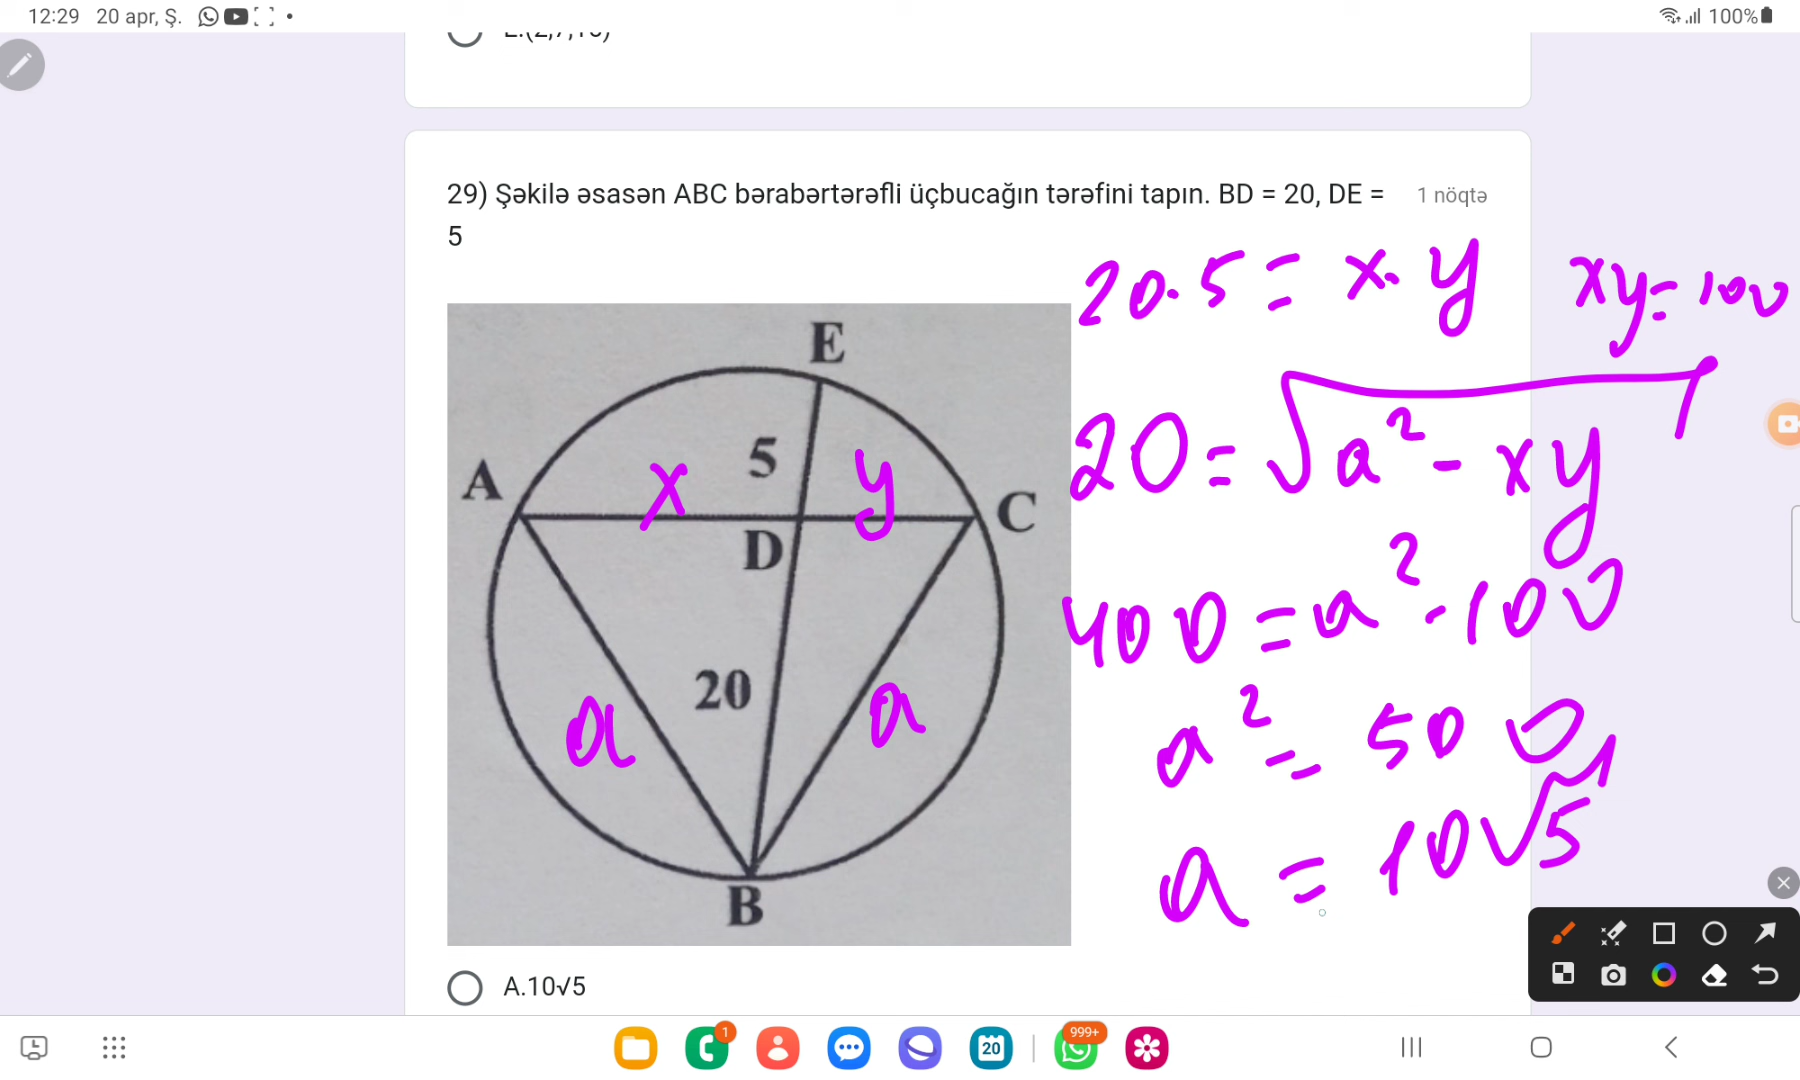 12:29 20 apr, Ş. 100%
29) Şəkilə əsasən ABC bərabərtərəfli üçbucağın tərəfini tapın. BD = 20, DE =
5
1 nöqtə
20.5 = x.y
xy = 100
E
20 = √a² - xy
A
x
5
y
C
D
400 = a² - 100
20
a
a
a² = 500
a = 10√5
B
A.10√5
1
20
999+